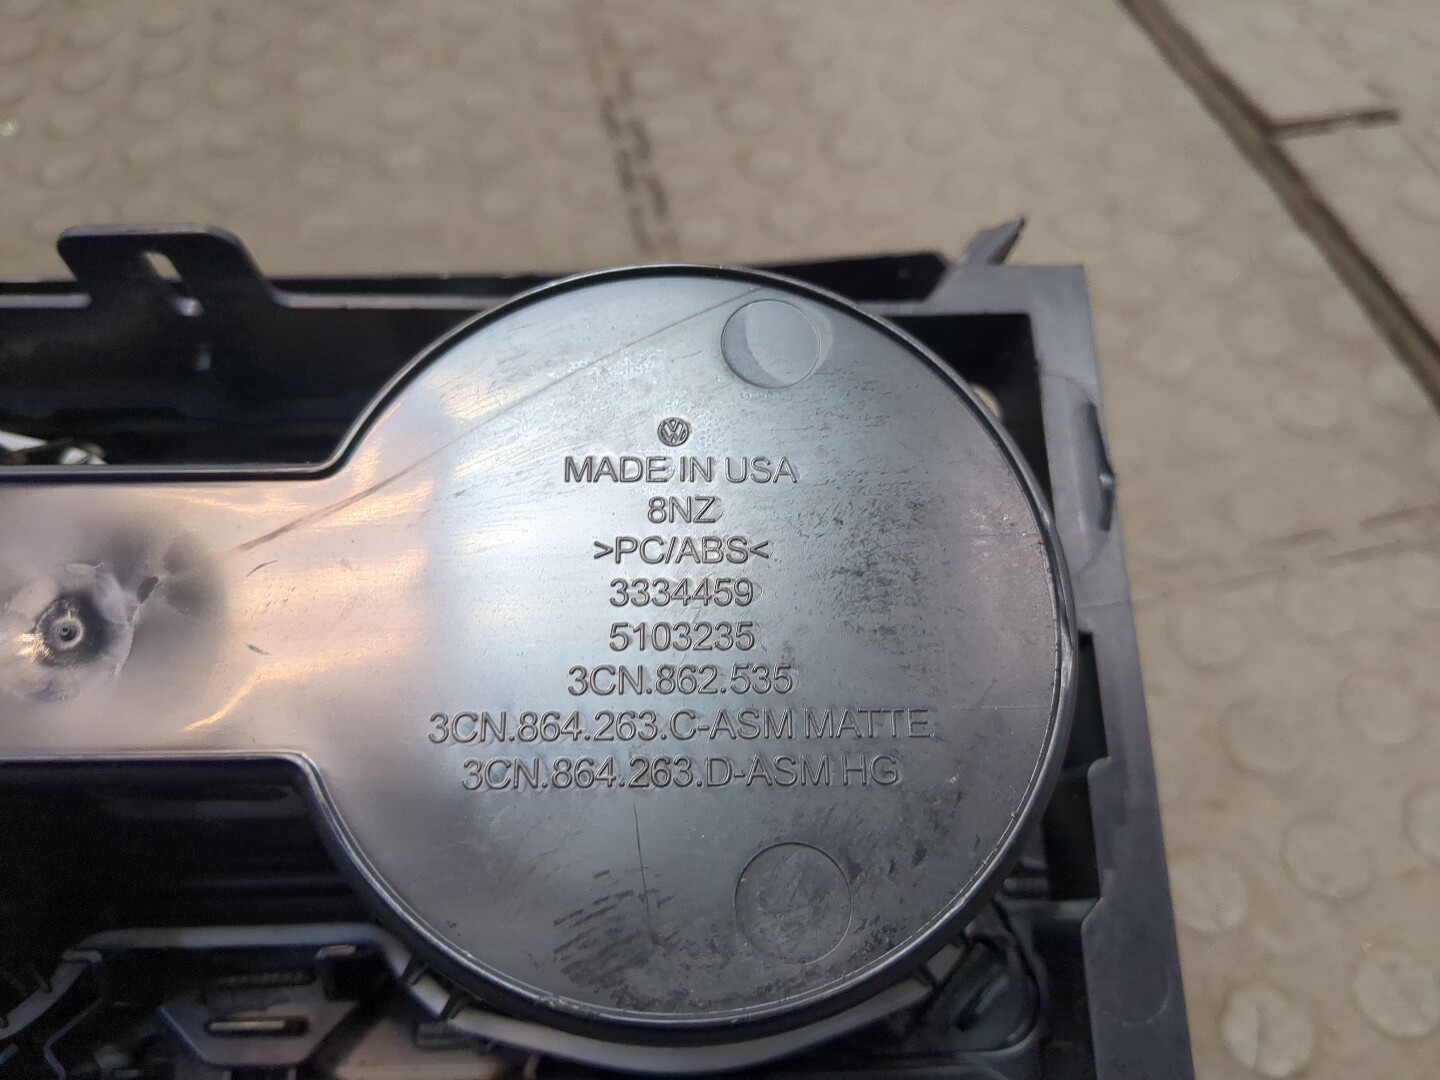 MADE IN USA
8NZ
>PC/ABS<
3334459
5103235
3CN.862.535
3CN.864.263.C-ASM MATTE
3CN.864.263.D-ASM HG